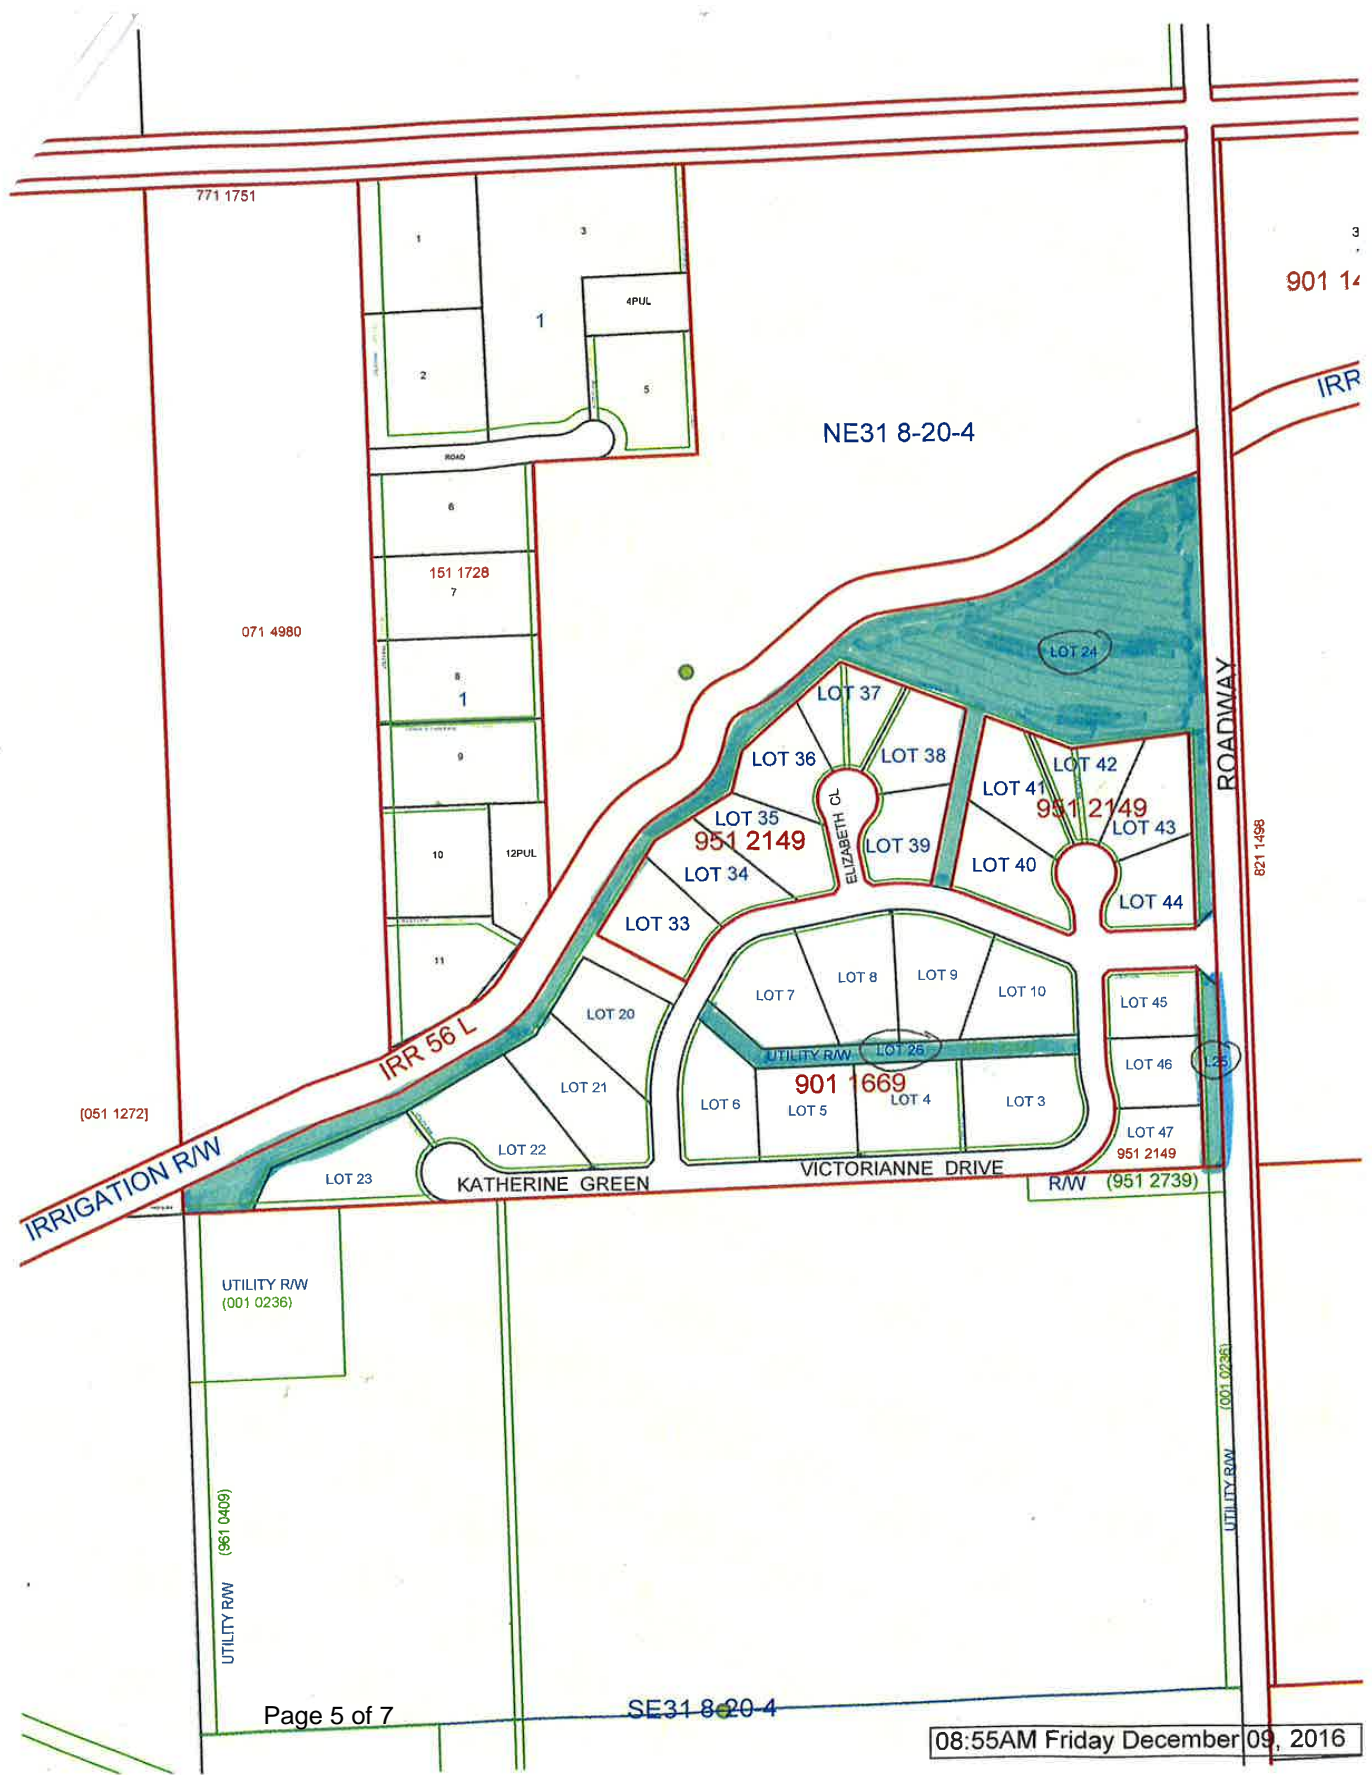 771 1751
1
3
3
901 14
4PUL
1
2
5
IRR
NE31 8-20-4
ROAD
6
151 1728
7
071 4980
LOT 24
8
1
ROADWAY
LOT 37
LOT 36
LOT 38
LOT 42
LOT 41
951 2149
9
LOT 35
951 2149
ELIZABETH CL
LOT 43
LOT 39
821 1498
10
12PUL
LOT 34
LOT 40
LOT 44
LOT 33
11
LOT 7
LOT 8
LOT 9
LOT 10
LOT 45
LOT 20
IRR 56 L
UTILITY R/W
LOT 26
LOT 46
L25
901 1669
LOT 21
LOT 6
LOT 5
LOT 4
LOT 3
[051 1272]
LOT 47
951 2149
IRRIGATION R/W
LOT 22
LOT 23
KATHERINE GREEN
VICTORIANNE DRIVE
R/W (951 2739)
UTILITY R/W
(001 0236)
(001 0236)
UTILITY R/W
(961 0409)
UTILITY R/W
Page 5 of 7
SE31 8-20-4
08:55AM Friday December 09, 2016